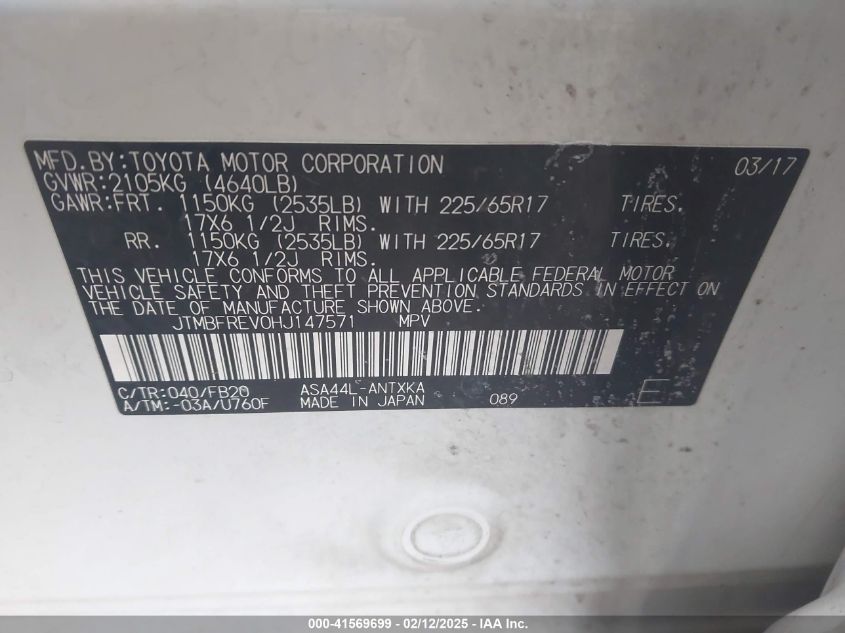 MFD.BY:TOYOTA MOTOR CORPORATION 03/17
GVWR:2105KG (4640LB)
GAWR:FRT. 1150KG (2535LB) WITH 225/65R17 TIRES.
17X6 1/2J RIMS.
RR. 1150KG (2535LB) WITH 225/65R17 TIRES.
17X6 1/2J RIMS.
THIS VEHICLE CONFORMS TO ALL APPLICABLE FEDERAL MOTOR
VEHICLE SAFETY AND THEFT PREVENTION STANDARDS IN EFFECT ON
THE DATE OF MANUFACTURE SHOWN ABOVE.
JTMBFREV0HJ147571 MPV
C/TR:040/FB20 ASA44L-ANTXKA
A/TM:-03A/U760F MADE IN JAPAN 089 E
000-41569699 - 02/12/2025 - IAA Inc.